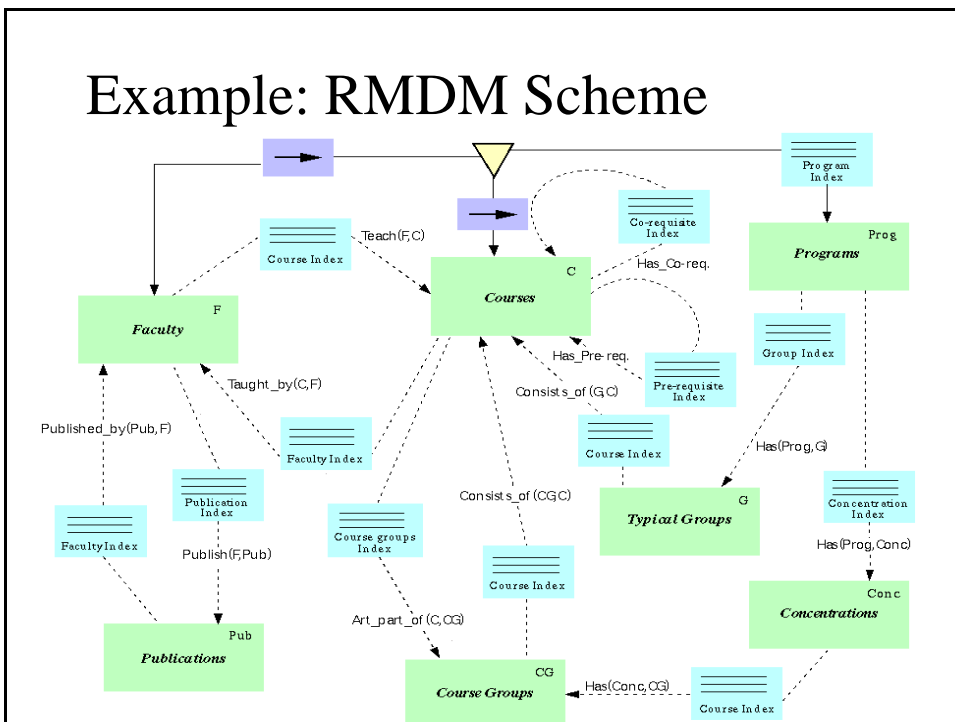 Example: RMDM Scheme
Program
Index
Co-requisite
Index
Prog
Programs
Teach(F,C)
Course Index
Has_Co-req.
C
Courses
F
Faculty
Group Index
Has_Pre-req.
Pre-requisite
Index
Taught_by(C,F)
Consists_of(G,C)
Published_by(Pub,F)
Faculty Index
Course Index
Has(Prog,G)
Publication
Index
Consists_of(CG,C)
G
Typical Groups
Concentration
Index
Faculty Index
Course groups
Index
Publish(F,Pub)
Has(Prog,Conc)
Course Index
Conc
Concentrations
Art_part_of(C,CG)
Pub
Publications
CG
Course Groups
Has(Conc,CG)
Course Index